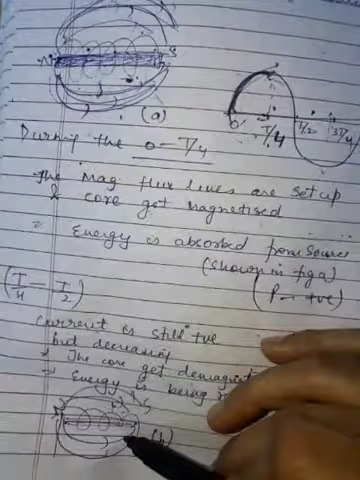 N S
(a)
0 T/4 T/2 3T/4
During the 0 - T/4
The Mag. flux lines are set up
& core get magnetised
Energy is absorbed from source
(shown in fig a)
(T/4 - T/2) (P - +ve)
Current is still +ve
but decreasing
The core get demagnet
Energy is being
N S
(b)